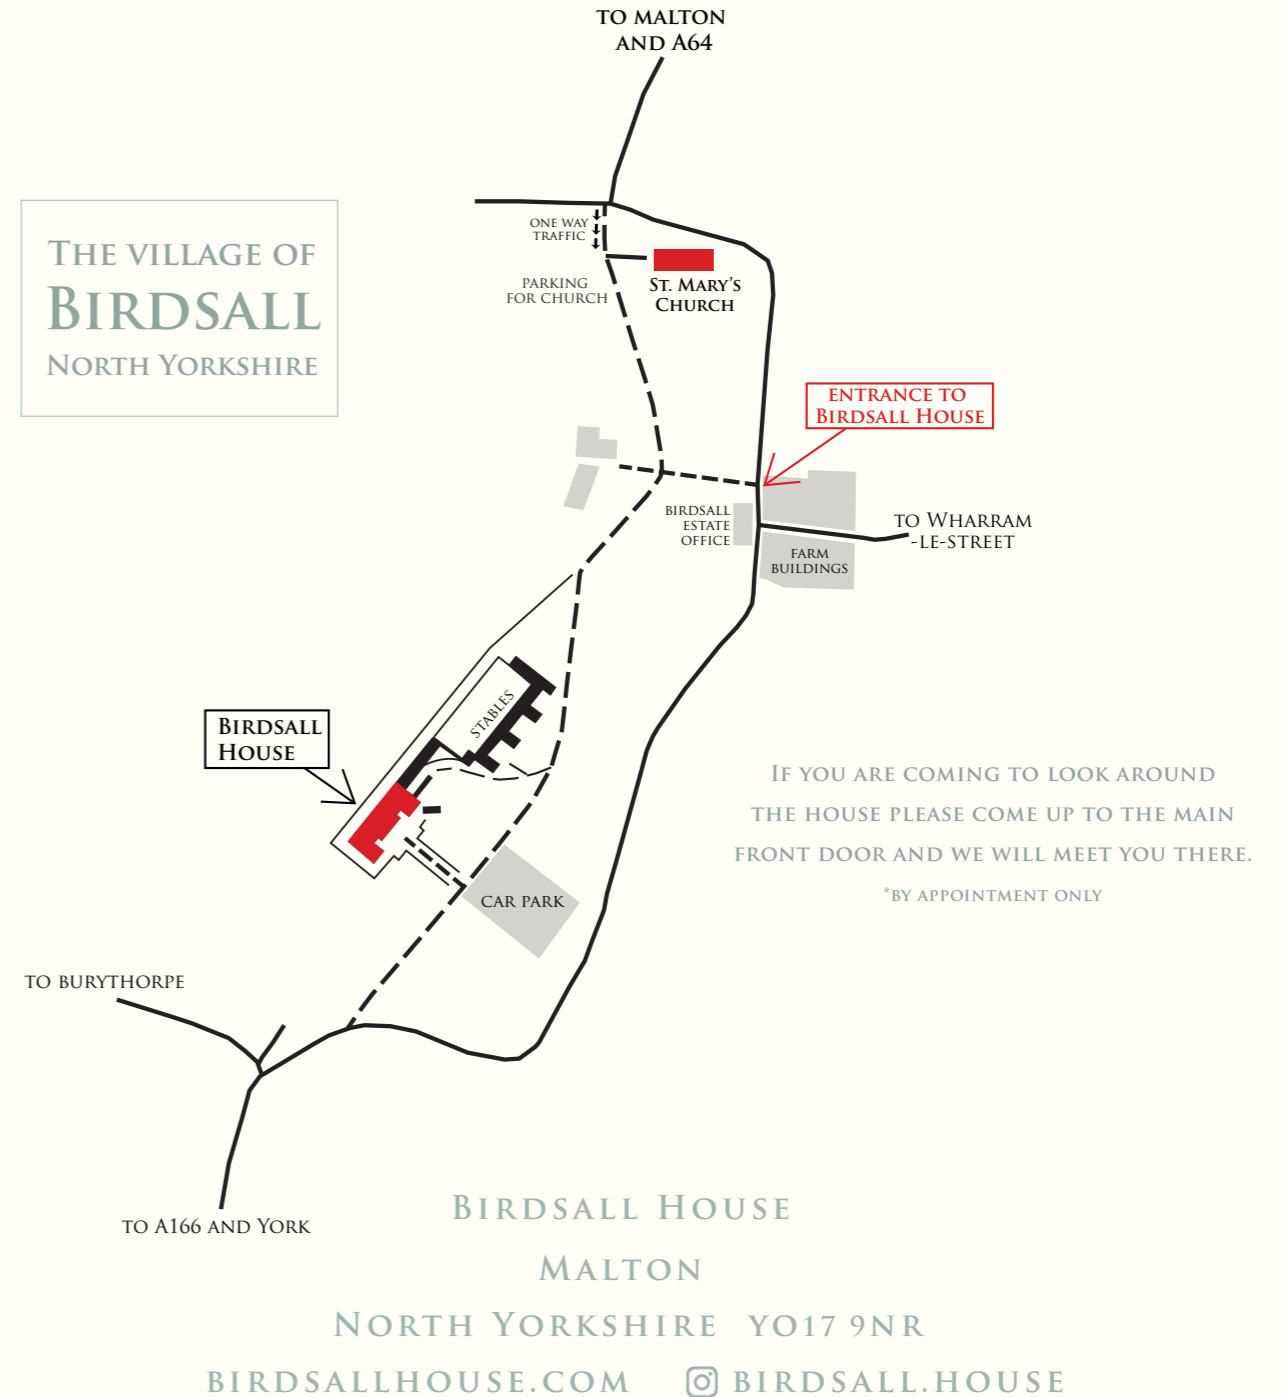 TO MALTON
AND A64
ONE WAY
TRAFFIC
THE VILLAGE OF
BIRDSALL
NORTH YORKSHIRE
PARKING
FOR CHURCH
ST. MARY'S
CHURCH
ENTRANCE TO
BIRDSALL HOUSE
BIRDSALL
ESTATE
OFFICE
TO WHARRAM
-LE-STREET
FARM
BUILDINGS
STABLES
BIRDSALL
HOUSE
IF YOU ARE COMING TO LOOK AROUND
THE HOUSE PLEASE COME UP TO THE MAIN
FRONT DOOR AND WE WILL MEET YOU THERE.
*BY APPOINTMENT ONLY
CAR PARK
TO BURYTHORPE
TO A166 AND YORK
BIRDSALL HOUSE
MALTON
NORTH YORKSHIRE YO17 9NR
BIRDSALLHOUSE.COM BIRDSALL.HOUSE